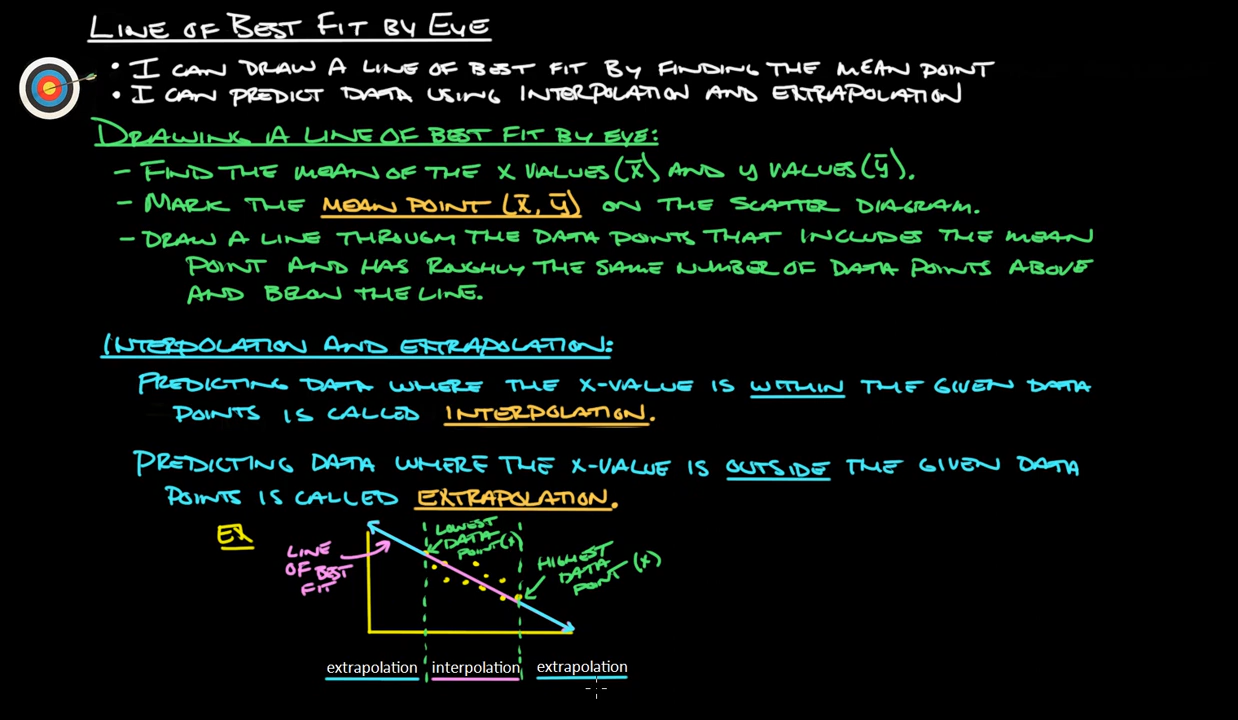 LINE OF BEST FIT BY EYE
• I CAN DRAW A LINE OF BEST FIT BY FINDING THE MEAN POINT
• I CAN PREDICT DATA USING INTERPOLATION AND EXTRAPOLATION
DRAWING A LINE OF BEST FIT BY EYE:
- FIND THE MEAN OF THE X VALUES (x̄) AND Y VALUES (ȳ).
- MARK THE MEAN POINT (x̄, ȳ) ON THE SCATTER DIAGRAM.
- DRAW A LINE THROUGH THE DATA POINTS THAT INCLUDES THE MEAN
POINT AND HAS ROUGHLY THE SAME NUMBER OF DATA POINTS ABOVE
AND BELOW THE LINE.
INTERPOLATION AND EXTRAPOLATION:
PREDICTING DATA WHERE THE X-VALUE IS WITHIN THE GIVEN DATA
POINTS IS CALLED INTERPOLATION.
PREDICTING DATA WHERE THE X-VALUE IS OUTSIDE THE GIVEN DATA
POINTS IS CALLED EXTRAPOLATION.
EX
LINE
OF BEST
FIT
LOWEST
DATA
POINT (x)
HIGHEST
DATA (x)
POINT
extrapolation interpolation extrapolation